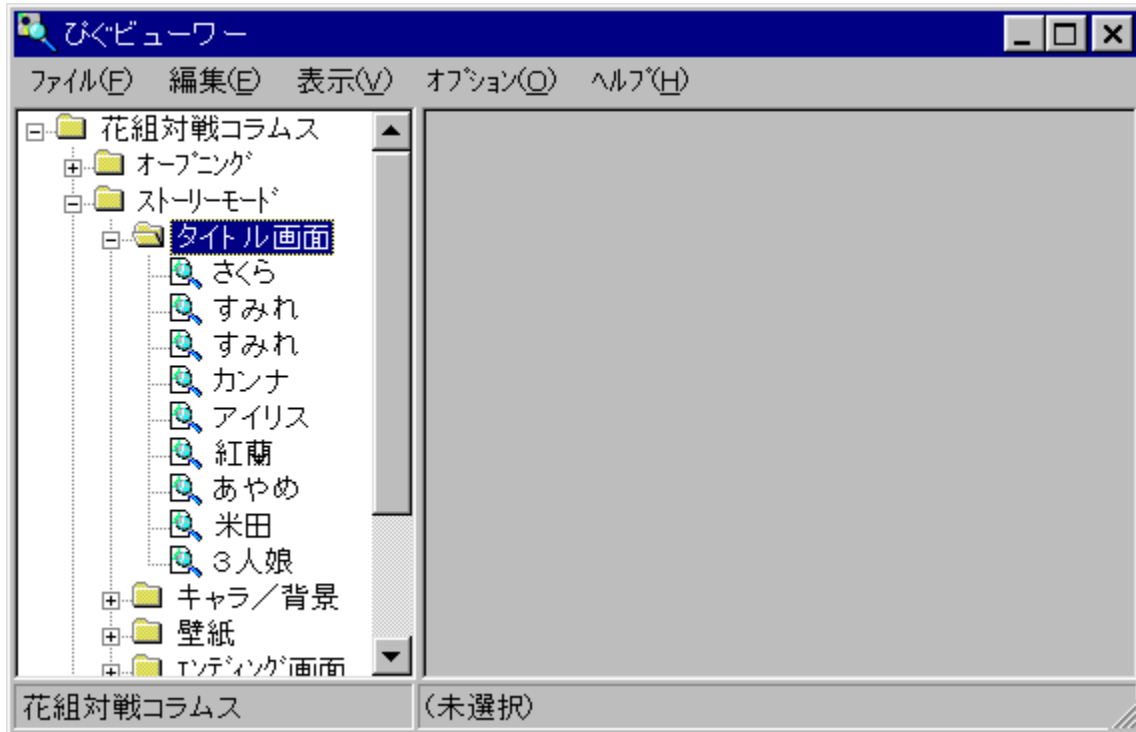 びぐビューワー
ﾌｧｲﾙ(F) 編集(E) 表示(V) ｵﾌﾟｼｮﾝ(O) ﾍﾙﾌﾟ(H)
花組対戦コラムス
ｵｰﾌﾟﾆﾝｸﾞ
ｽﾄｰﾘｰﾓｰﾄﾞ
タイトル画面
さくら
すみれ
すみれ
カンナ
アイリス
紅蘭
あやめ
米田
３人娘
キャラ／背景
壁紙
ｴﾝﾃﾞｨﾝｸﾞ画面
花組対戦コラムス
(未選択)